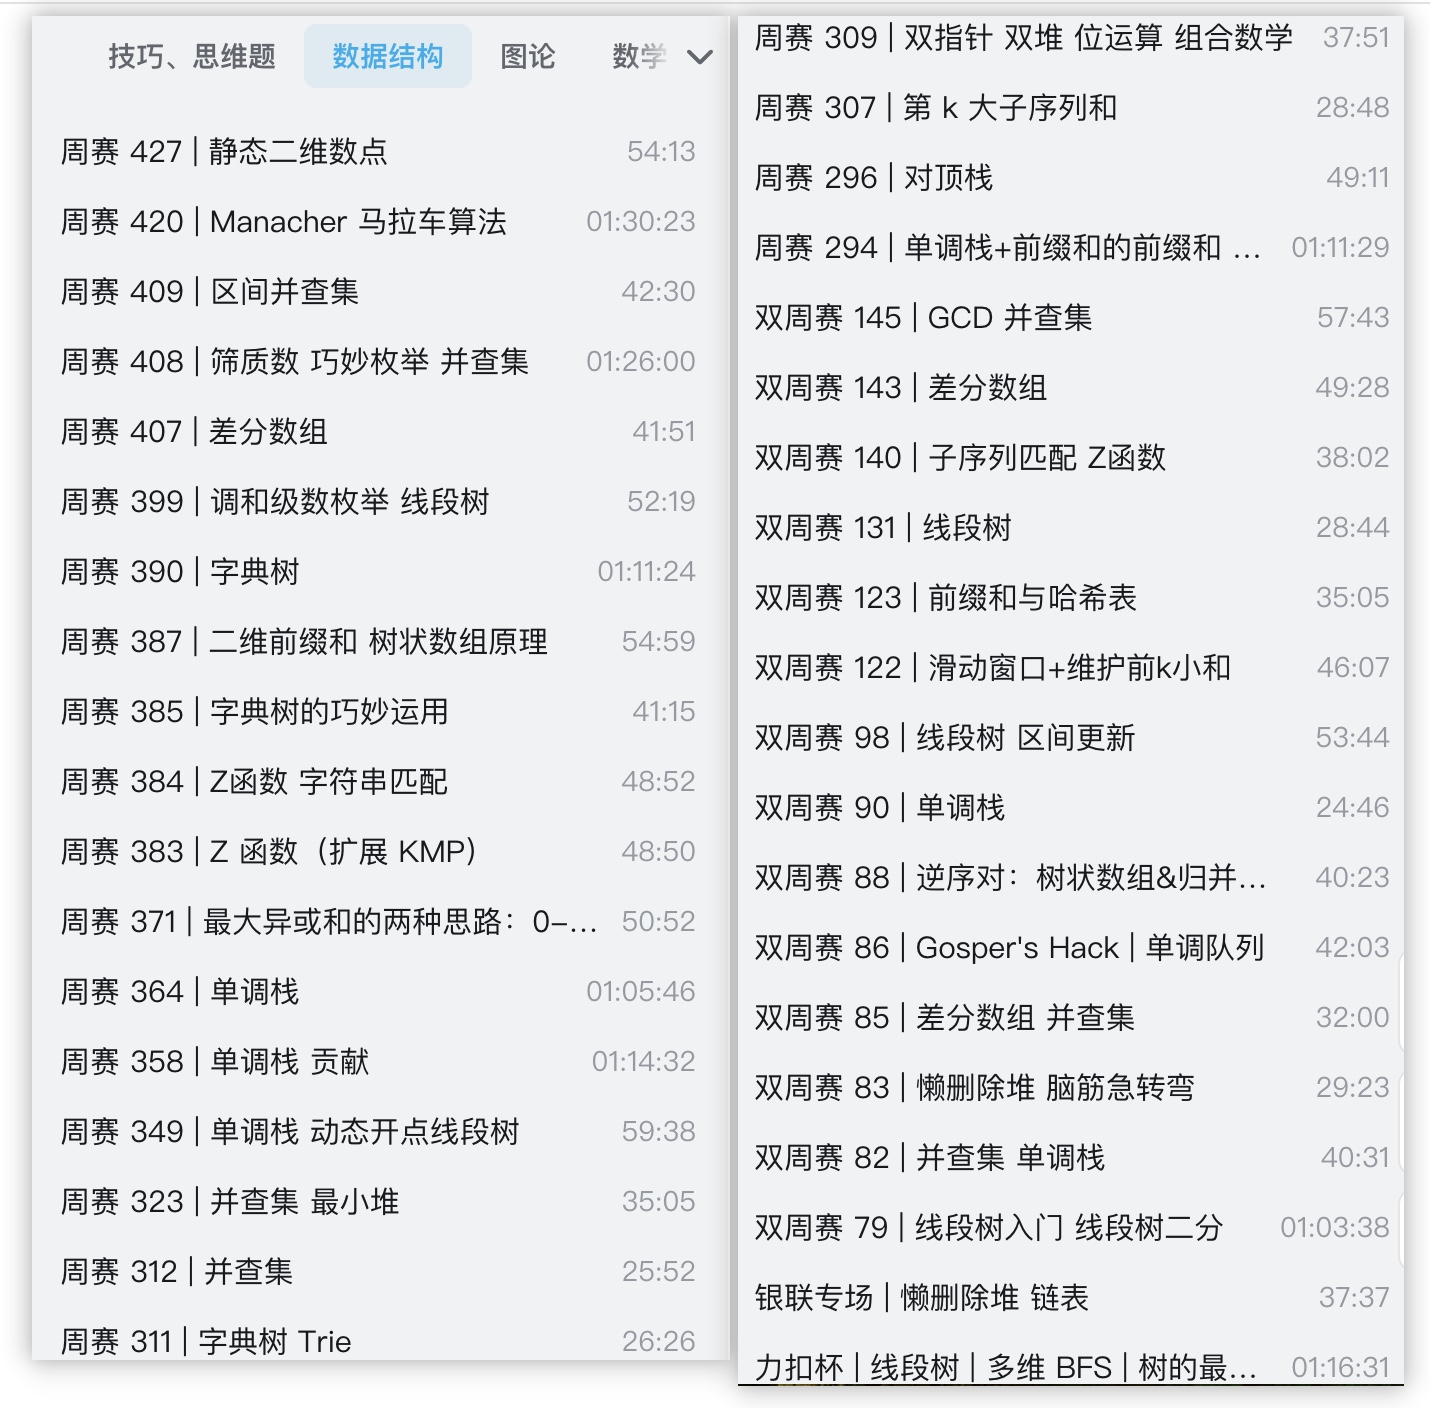 技巧、思维题 数据结构 图论 数学
周赛 427 | 静态二维数点 54:13
周赛 420 | Manacher 马拉车算法 01:30:23
周赛 409 | 区间并查集 42:30
周赛 408 | 筛质数 巧妙枚举 并查集 01:26:00
周赛 407 | 差分数组 41:51
周赛 399 | 调和级数枚举 线段树 52:19
周赛 390 | 字典树 01:11:24
周赛 387 | 二维前缀和 树状数组原理 54:59
周赛 385 | 字典树的巧妙运用 41:15
周赛 384 | Z函数 字符串匹配 48:52
周赛 383 | Z 函数（扩展 KMP） 48:50
周赛 371 | 最大异或和的两种思路：0-... 50:52
周赛 364 | 单调栈 01:05:46
周赛 358 | 单调栈 贡献 01:14:32
周赛 349 | 单调栈 动态开点线段树 59:38
周赛 323 | 并查集 最小堆 35:05
周赛 312 | 并查集 25:52
周赛 311 | 字典树 Trie 26:26
周赛 309 | 双指针 双堆 位运算 组合数学 37:51
周赛 307 | 第 k 大子序列和 28:48
周赛 296 | 对顶栈 49:11
周赛 294 | 单调栈+前缀和的前缀和 ... 01:11:29
双周赛 145 | GCD 并查集 57:43
双周赛 143 | 差分数组 49:28
双周赛 140 | 子序列匹配 Z函数 38:02
双周赛 131 | 线段树 28:44
双周赛 123 | 前缀和与哈希表 35:05
双周赛 122 | 滑动窗口+维护前k小和 46:07
双周赛 98 | 线段树 区间更新 53:44
双周赛 90 | 单调栈 24:46
双周赛 88 | 逆序对：树状数组&归并... 40:23
双周赛 86 | Gosper's Hack | 单调队列 42:03
双周赛 85 | 差分数组 并查集 32:00
双周赛 83 | 懒删除堆 脑筋急转弯 29:23
双周赛 82 | 并查集 单调栈 40:31
双周赛 79 | 线段树入门 线段树二分 01:03:38
银联专场 | 懒删除堆 链表 37:37
力扣杯 | 线段树 | 多维 BFS | 树的最... 01:16:31